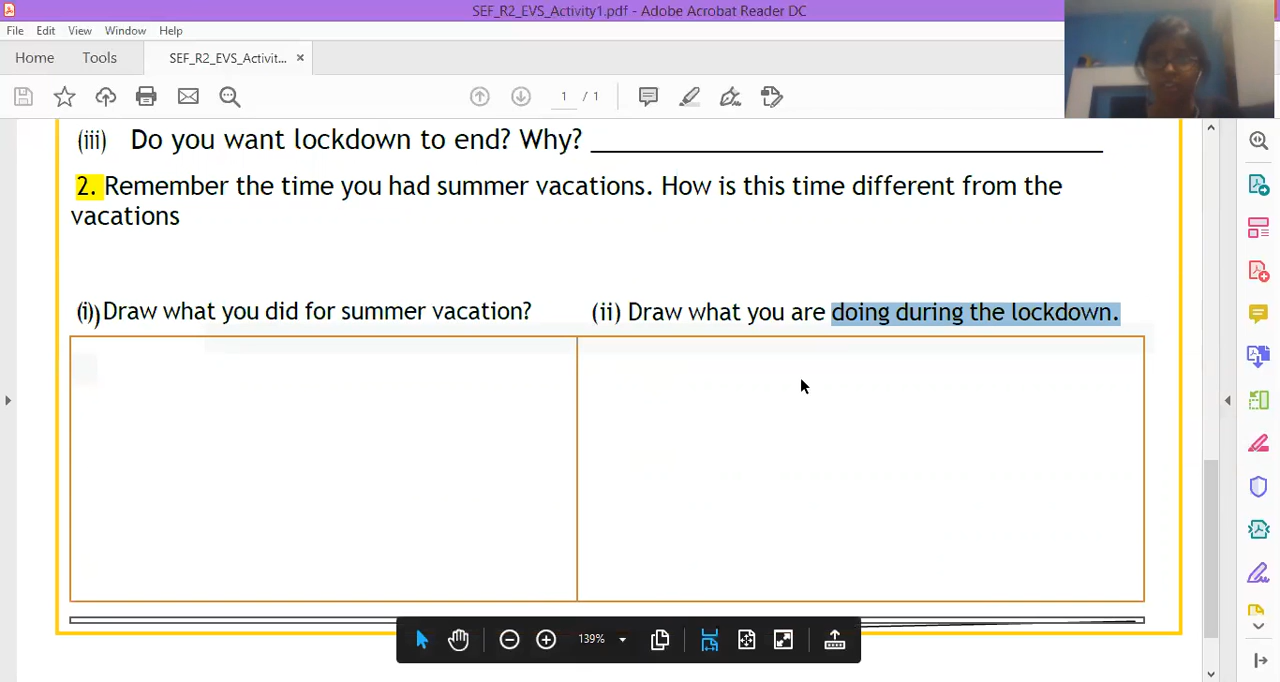 SEF_R2_EVS_Activity1.pdf - Adobe Acrobat Reader DC
File Edit View Window Help
Home Tools SEF_R2_EVS_Activit... ×
1 / 1
(iii) Do you want lockdown to end? Why? ________________
2. Remember the time you had summer vacations. How is this time different from the
vacations
(i) Draw what you did for summer vacation? (ii) Draw what you are doing during the lockdown.
139%